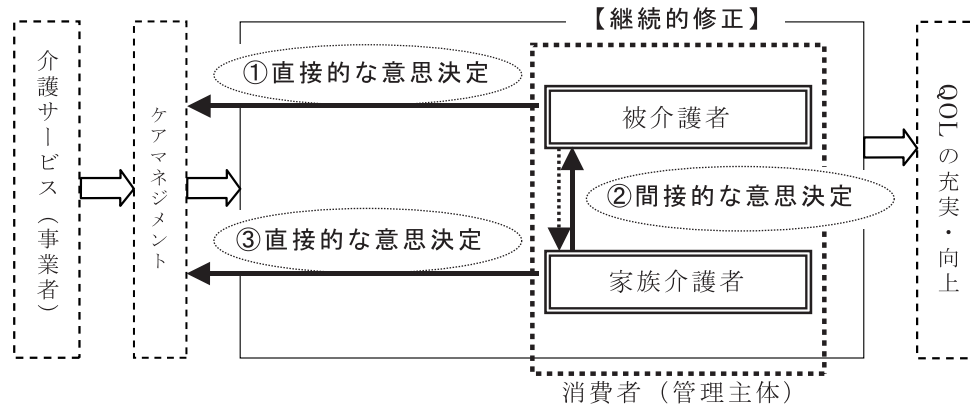 【継続的修正】
介護サービス（事業者）
ケアマネジメント
①直接的な意思決定
被介護者
②間接的な意思決定
③直接的な意思決定
家族介護者
消費者（管理主体）
QOLの充実・向上